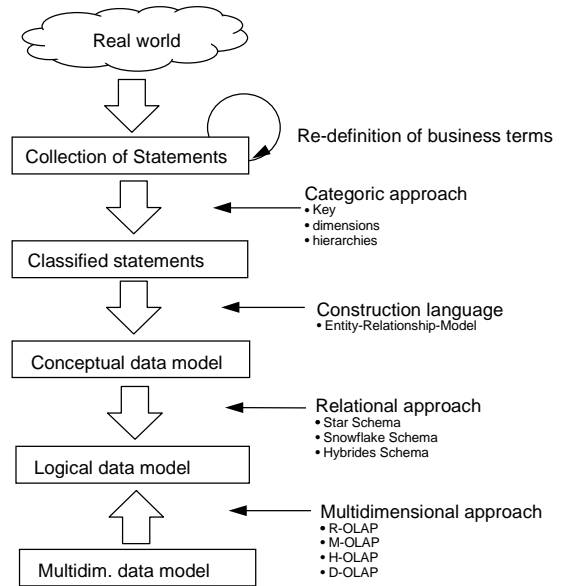 Real world
Re-definition of business terms
Collection of Statements
Categoric approach
• Key
• dimensions
• hierarchies
Classified statements
Construction language
• Entity-Relationship-Model
Conceptual data model
Relational approach
• Star Schema
• Snowflake Schema
• Hybrides Schema
Logical data model
Multidimensional approach
• R-OLAP
• M-OLAP
• H-OLAP
• D-OLAP
Multidim. data model